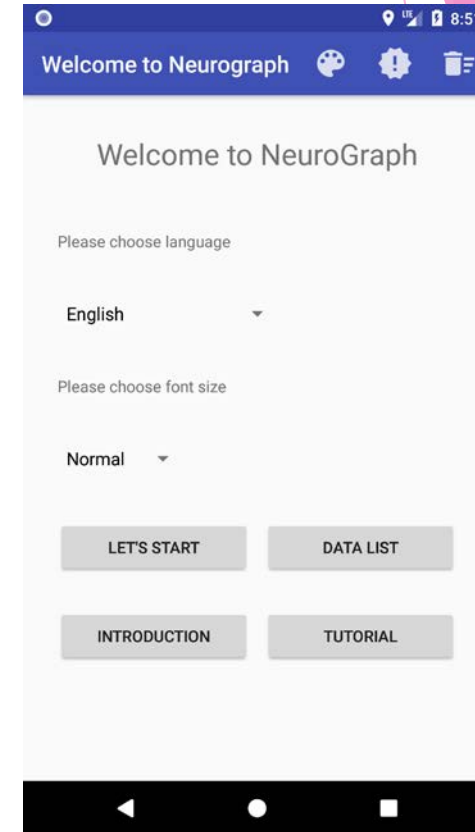 LTE 8:5
Welcome to Neurograph
Welcome to NeuroGraph
Please choose language
English
Please choose font size
Normal
LET'S START DATA LIST
INTRODUCTION TUTORIAL